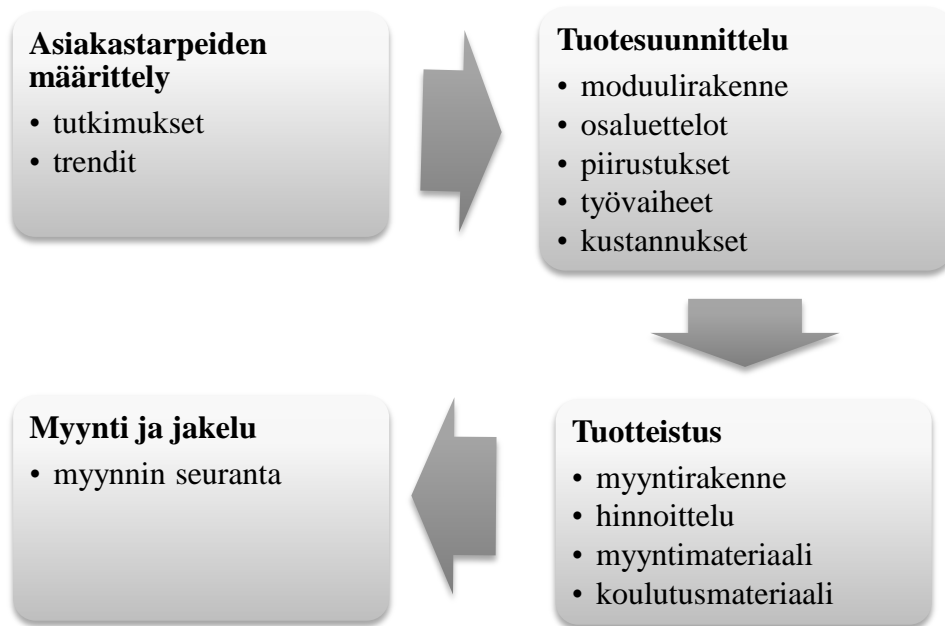 Asiakastarpeiden
määrittely
• tutkimukset
• trendit
Tuotesuunnittelu
• moduulirakenne
• osaluettelot
• piirustukset
• työvaiheet
• kustannukset
Tuotteistus
• myyntirakenne
• hinnoittelu
• myyntimateriaali
• koulutusmateriaali
Myynti ja jakelu
• myynnin seuranta